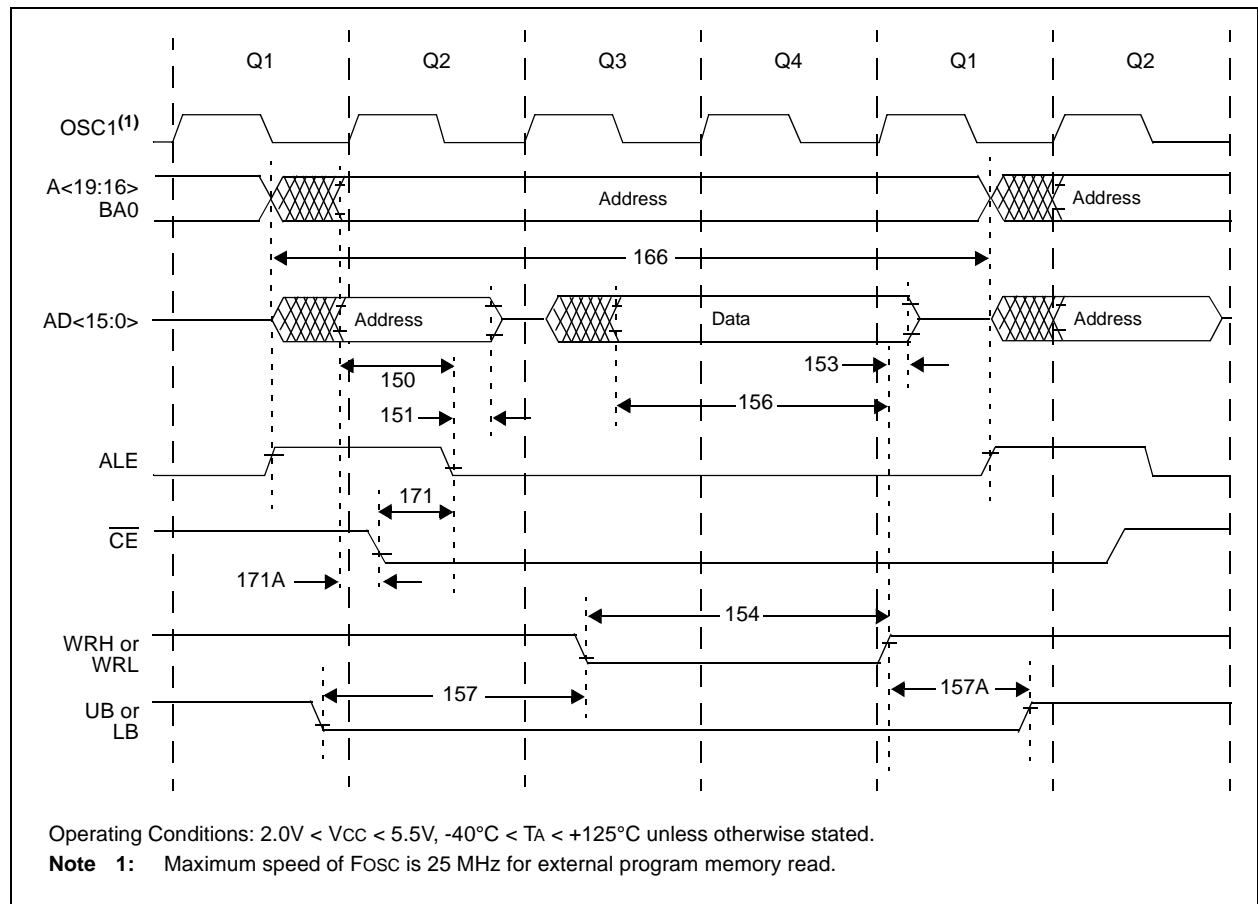 Q1 Q2 Q3 Q4 Q1 Q2
OSC1(1)
A<19:16>
BA0
Address
Address
166
AD<15:0>
Address
Data
Address
150
153
151
156
ALE
171
CE
171A
154
WRH or
WRL
157
157A
UB or
LB
Operating Conditions: 2.0V < VCC < 5.5V, -40°C < TA < +125°C unless otherwise stated.
Note 1: Maximum speed of FOSC is 25 MHz for external program memory read.